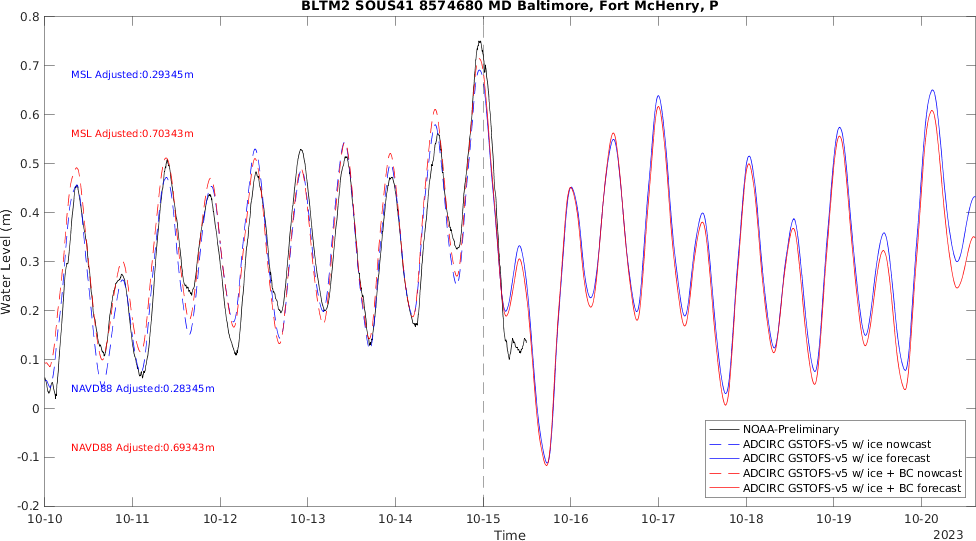 BLTM2 SOUS41 8574680 MD Baltimore, Fort McHenry, P
0.8
0.7
0.6
0.5
0.4
0.3
0.2
0.1
0
-0.1
-0.2
Water Level (m)
MSL Adjusted:0.29345m
MSL Adjusted:0.70343m
NAVD88 Adjusted:0.28345m
NAVD88 Adjusted:0.69343m
NOAA-Preliminary
ADCIRC GSTOFS-v5 w/ ice nowcast
ADCIRC GSTOFS-v5 w/ ice forecast
ADCIRC GSTOFS-v5 w/ ice + BC nowcast
ADCIRC GSTOFS-v5 w/ ice + BC forecast
10-10 10-11 10-12 10-13 10-14 10-15 10-16 10-17 10-18 10-19 10-20
Time
2023